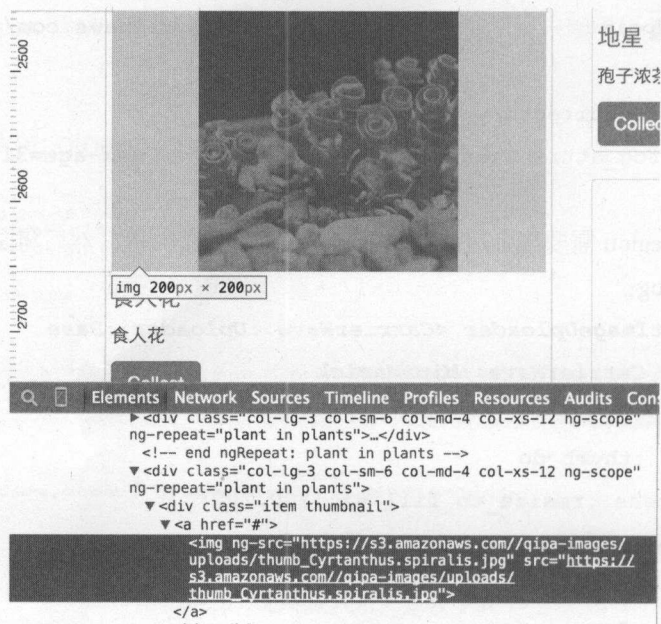 2500
地星
孢子浓茶
Collec
2600
img 200px × 200px
食人花
2700
食人花
Collect
Elements Network Sources Timeline Profiles Resources Audits Cons
▶<div class="col-lg-3 col-sm-6 col-md-4 col-xs-12 ng-scope"
ng-repeat="plant in plants">…</div>
<!-- end ngRepeat: plant in plants -->
▼<div class="col-lg-3 col-sm-6 col-md-4 col-xs-12 ng-scope"
ng-repeat="plant in plants">
▼<div class="item thumbnail">
▼<a href="#">
<img ng-src="https://s3.amazonaws.com//qipa-images/
uploads/thumb_Cyrtanthus.spiralis.jpg" src="https://
s3.amazonaws.com//qipa-images/uploads/
thumb_Cyrtanthus.spiralis.jpg">
</a>